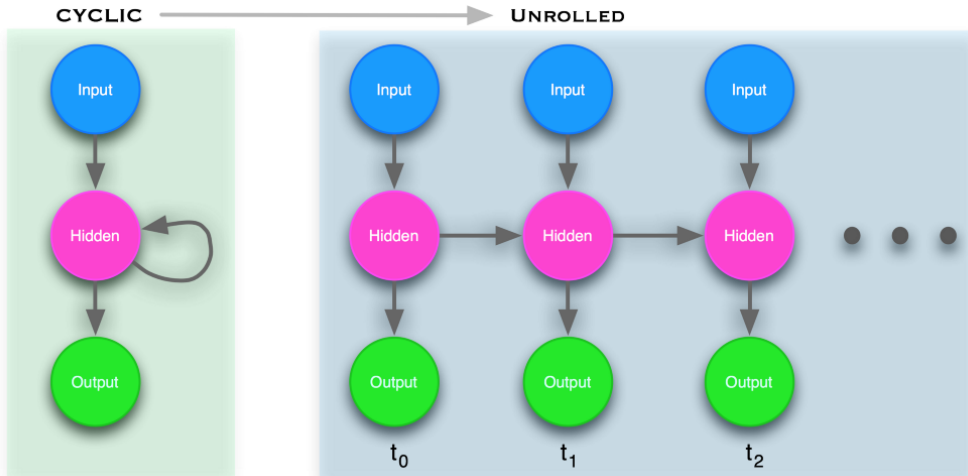 CYCLIC UNROLLED
Input Input Input Input
Hidden Hidden Hidden Hidden
Output Output Output Output
t0 t1 t2